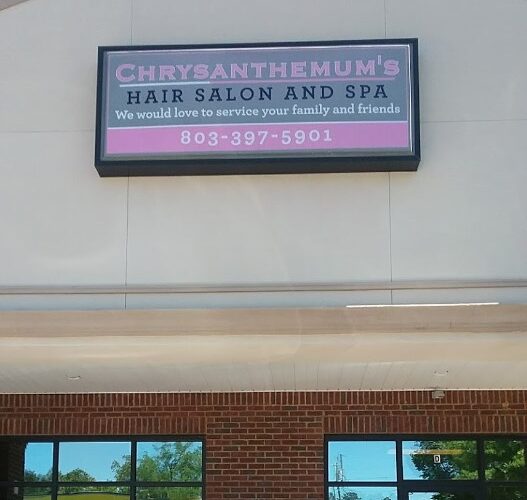 CHRYSANTHEMUM'S
HAIR SALON AND SPA
We would love to service your family and friends
803-397-5901
D